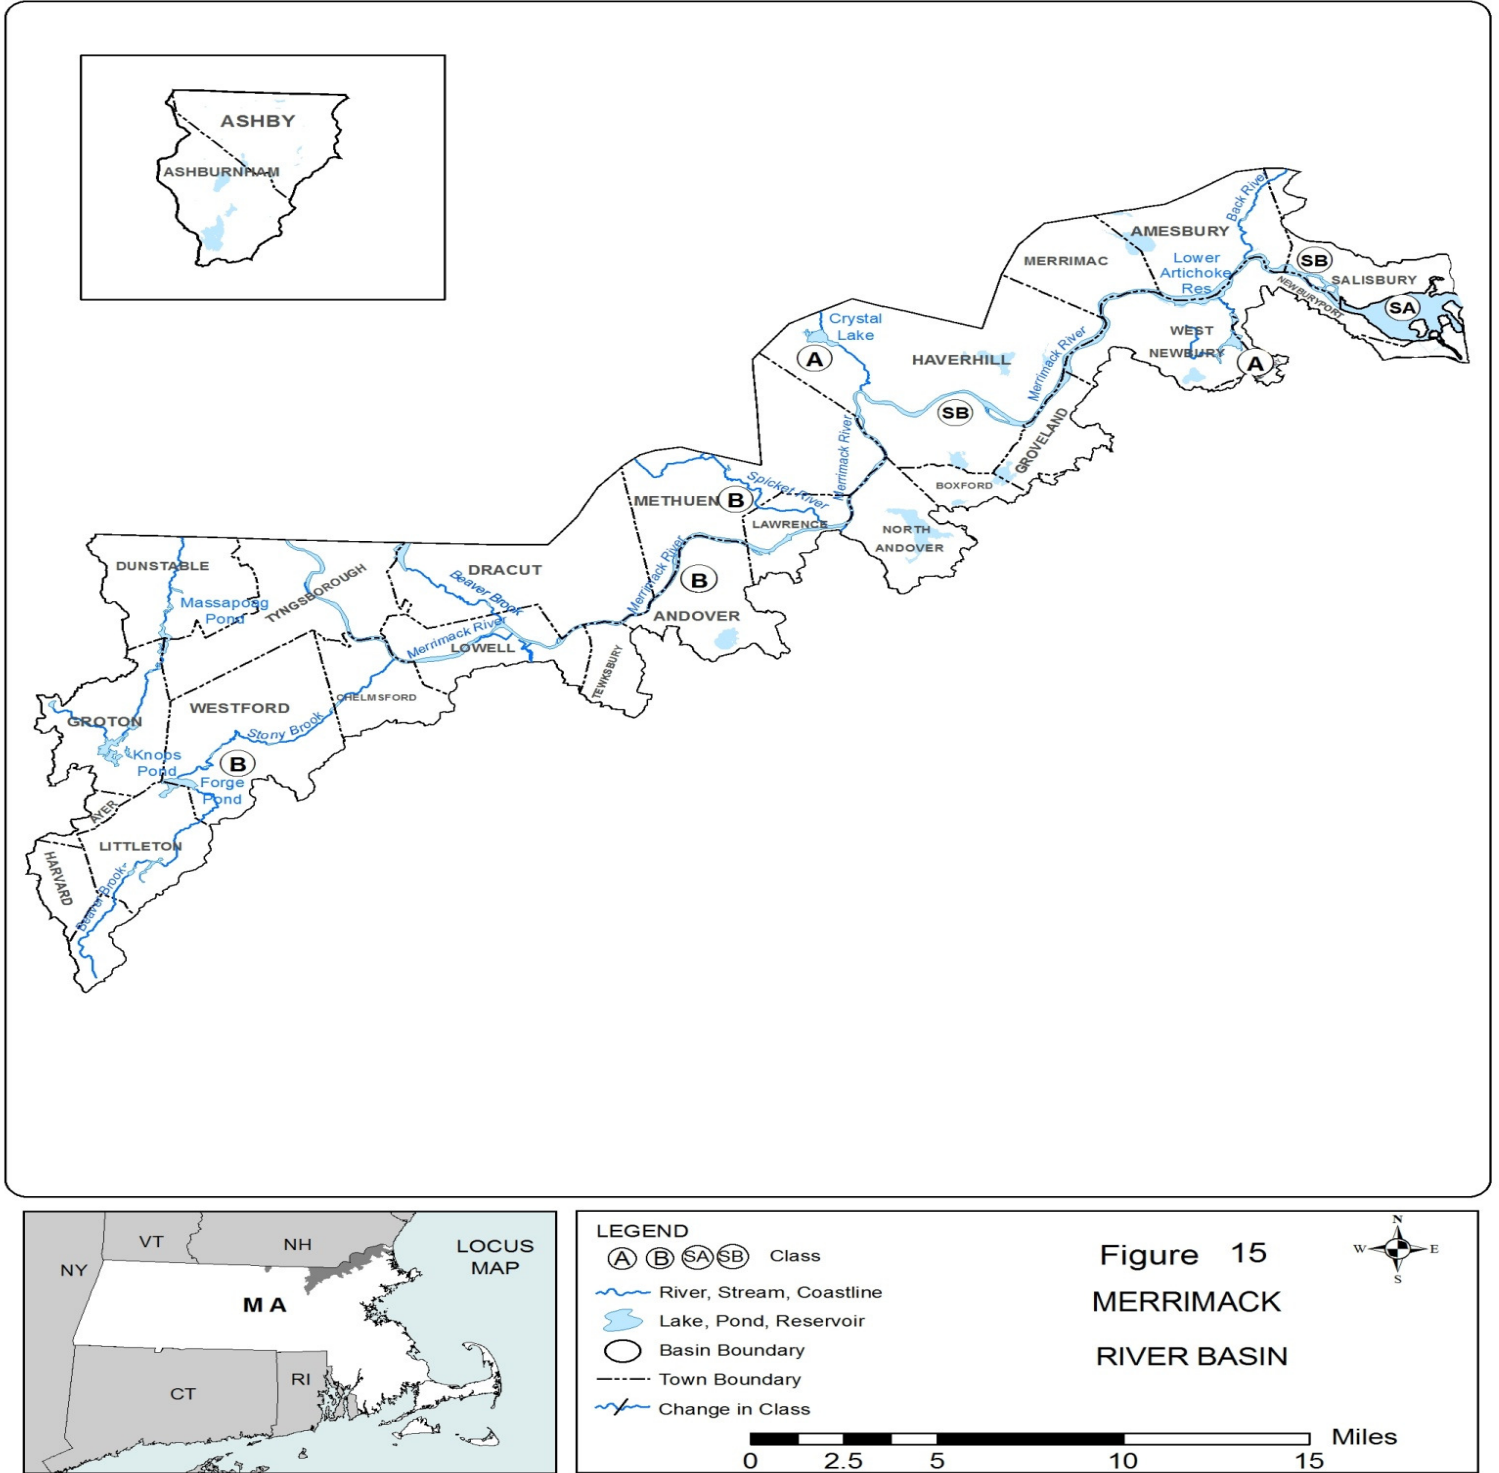 ASHBY
ASHBURNHAM
Back River
AMESBURY
MERRIMAC
Lower
Artichoke
Res
SB
SALISBURY
NEWBURYPORT
SA
WEST
NEWBURY
A
Crystal
Lake
A
HAVERHILL
Merrimack River
SB
GROVELAND
Merrimack River
BOXFORD
METHUEN
B
Spicket River
LAWRENCE
NORTH
ANDOVER
DUNSTABLE
Massapoag
Pond
TYNGSBOROUGH
DRACUT
Beaver Brook
Merrimack River
B
ANDOVER
Merrimack River
LOWELL
TEWKSBURY
CHELMSFORD
WESTFORD
GROTON
Stony Brook
Knops
Pond
B
Forge
Pond
AYER
LITTLETON
HARVARD
Beaver Brook
NY
VT
NH
LOCUS
MAP
MA
CT
RI
LEGEND
A B SA SB Class
River, Stream, Coastline
Lake, Pond, Reservoir
Basin Boundary
Town Boundary
Change in Class
Figure 15
MERRIMACK
RIVER BASIN
N
W E
S
Miles
0 2.5 5 10 15